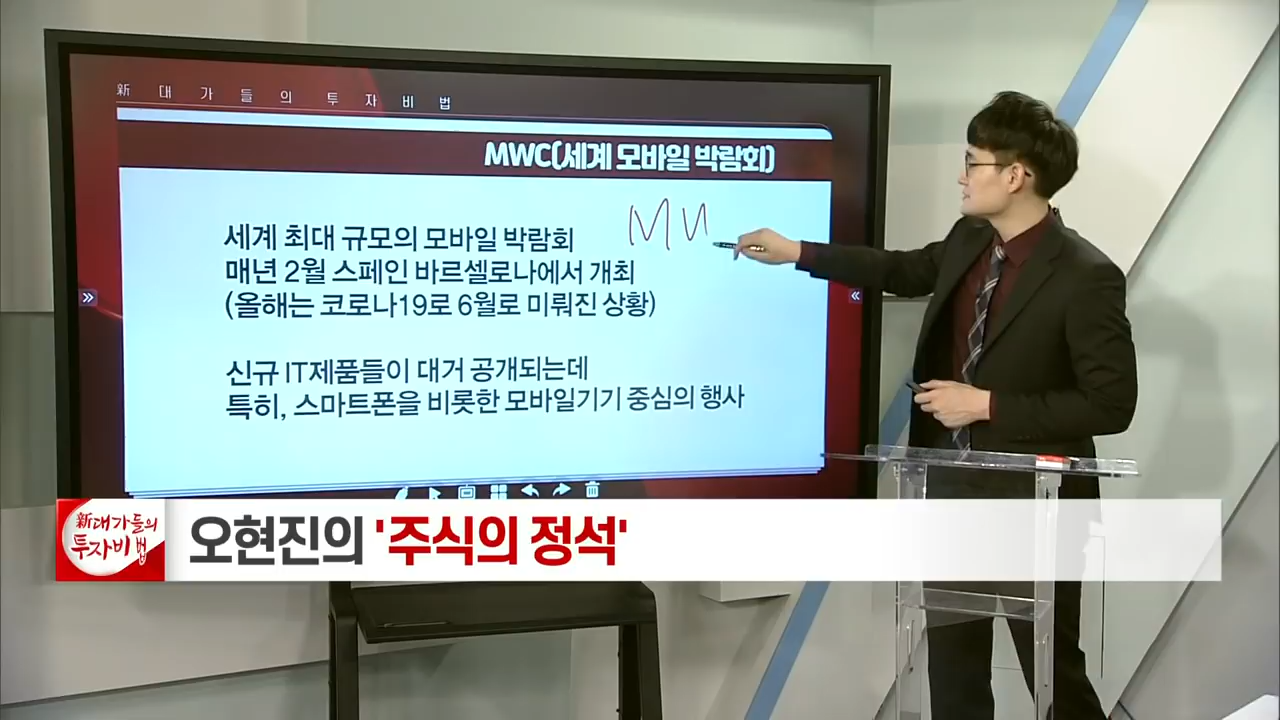 新 대 가 들 의 투 자 비 법
MWC(세계 모바일 박람회)
M
세계 최대 규모의 모바일 박람회
매년 2월 스페인 바르셀로나에서 개최
(올해는 코로나19로 6월로 미뤄진 상황)
신규 IT제품들이 대거 공개되는데
특히, 스마트폰을 비롯한 모바일기기 중심의 행사
新대가들의
투자비법
오현진의 '주식의 정석'